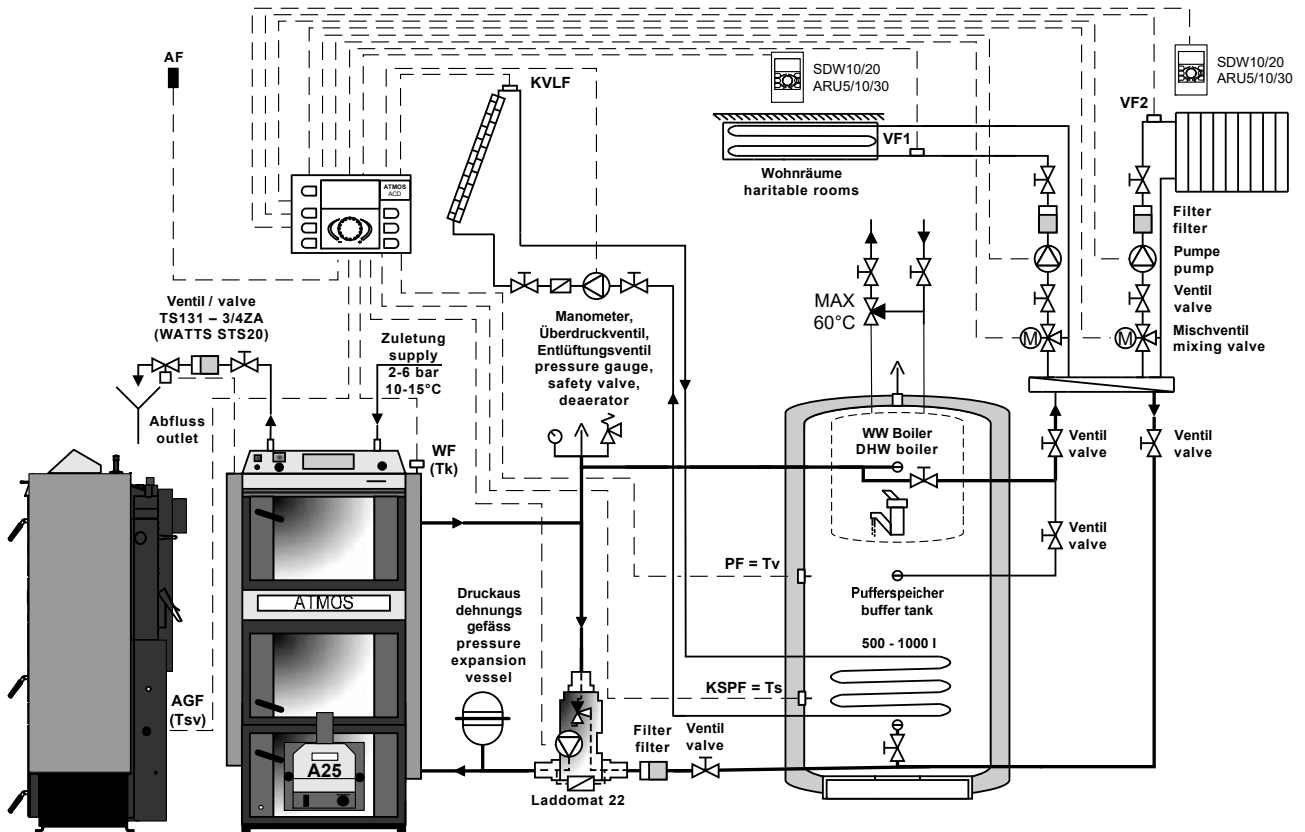 AF
KVLF
SDW10/20
ARU5/10/30
SDW10/20
ARU5/10/30
VF2
VF1
ATMOS
ACD
Wohnräume
haritable rooms
Filter
filter
Pumpe
pump
Ventil
valve
Mischventil
mixing valve
M
M
MAX
60°C
Ventil / valve
TS131 – 3/4ZA
(WATTS STS20)
Zuletung
supply
2-6 bar
10-15°C
Manometer,
Überdruckventil,
Entlüftungsventil
pressure gauge,
safety valve,
deaerator
Abfluss
outlet
WF
(Tk)
WW Boiler
DHW boiler
Ventil
valve
Ventil
valve
Ventil
valve
PF = Tv
Pufferspeicher
buffer tank
500 - 1000 l
ATMOS
Druckaus
dehnungs
gefäss
pressure
expansion
vessel
KSPF = Ts
AGF
(Tsv)
Filter
filter
Ventil
valve
A25
Laddomat 22